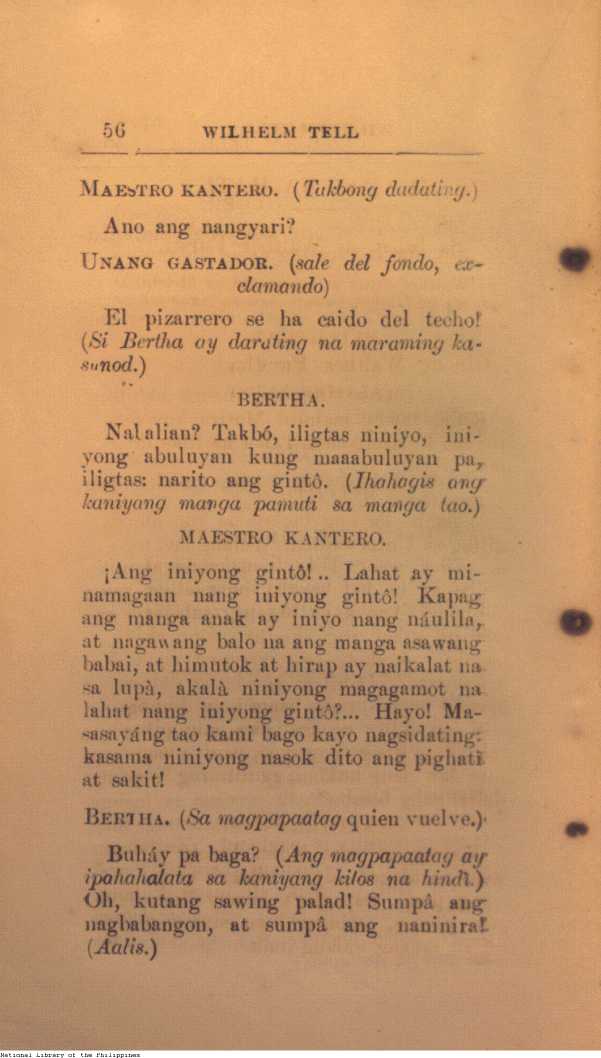 56 WILHELM TELL
MAESTRO KANTERO. (Takbong dadating.)
Ano ang nangyari?
UNANG GASTADOR. (sale del fondo, ex-
clamando)
El pizarrero se ha caido del techo!
(Si Bertha ay darating na maraming ka-
sunod.)
BERTHA.
Nalalian? Takbó, iligtas niniyo, ini-
yong abuluyan kung maaabuluyan pa,
iligtas: narito ang gintô. (Ihahagis ang
kaniyang manga pamuti sa manga tao.)
MAESTRO KANTERO.
¡Ang iniyong gintô! .. Lahat ay mi-
namagaan nang iniyong gintô! Kapag
ang manga anak ay iniyo nang náulila,
at nagawang balo na ang manga asawang
babai, at himutok at hirap ay naikalat na
sa lupà, akalà niniyong magagamot na
lahat nang iniyong gintô?... Hayo! Ma-
sasayáng tao kami bago kayo nagsidating:
kasama niniyong nasok dito ang pighati
at sakit!
BERTHA. (Sa magpapaatag quien vuelve.)
Buháy pa baga? (Ang magpapaatag ay
ipahahalata sa kaniyang kilos na hindî.)
Oh, kutang sawing palad! Sumpâ ang
nagbabangon, at sumpâ ang naninira!
(Aalis.)
National Library of the Philippines